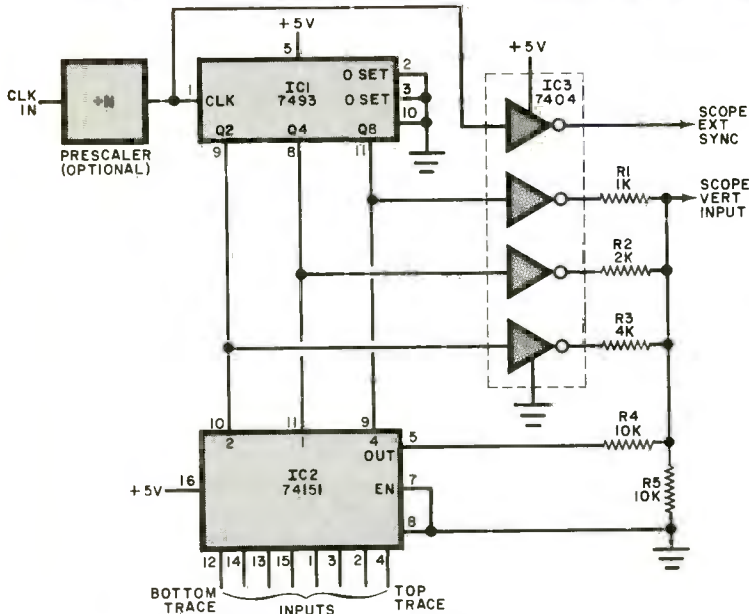 +5V
5
CLK IN
÷N
PRESCALER (OPTIONAL)
1
CLK
IC1
7493
0 SET
2
0 SET
3
10
Q2
Q4
Q8
9
8
11
+5V
IC3
7404
SCOPE EXT SYNC
R1
1K
SCOPE VERT INPUT
R2
2K
R3
4K
10
11
9
2
1
4
OUT
5
R4
10K
IC2
74151
+5V
16
EN
7
8
R5
10K
12
14
13
15
1
3
2
4
BOTTOM TRACE
INPUTS
TOP TRACE